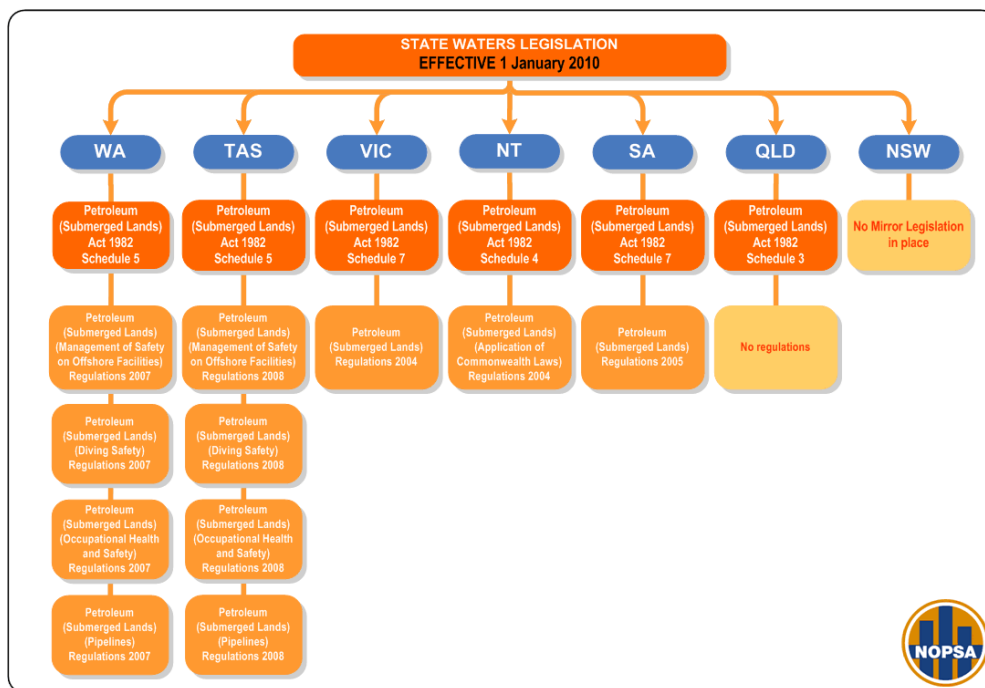 STATE WATERS LEGISLATION
EFFECTIVE 1 January 2010
WA
TAS
VIC
NT
SA
QLD
NSW
Petroleum
(Submerged Lands)
Act 1982
Schedule 5
Petroleum
(Submerged Lands)
Act 1982
Schedule 5
Petroleum
(Submerged Lands)
Act 1982
Schedule 7
Petroleum
(Submerged Lands)
Act 1982
Schedule 4
Petroleum
(Submerged Lands)
Act 1982
Schedule 7
Petroleum
(Submerged Lands)
Act 1982
Schedule 3
No Mirror Legislation
in place
Petroleum
(Submerged Lands)
(Management of Safety
on Offshore Facilities)
Regulations 2007
Petroleum
(Submerged Lands)
(Management of Safety
on Offshore Facilities)
Regulations 2008
Petroleum
(Submerged Lands)
Regulations 2004
Petroleum
(Submerged Lands)
(Application of
Commonwealth Laws)
Regulations 2004
Petroleum
(Submerged Lands)
Regulations 2005
No regulations
Petroleum
(Submerged Lands)
(Diving Safety)
Regulations 2007
Petroleum
(Submerged Lands)
(Diving Safety)
Regulations 2008
Petroleum
(Submerged Lands)
(Occupational Health
and Safety)
Regulations 2007
Petroleum
(Submerged Lands)
(Occupational Health
and Safety)
Regulations 2008
Petroleum
(Submerged Lands)
(Pipelines)
Regulations 2007
Petroleum
(Submerged Lands)
(Pipelines)
Regulations 2008
NOPSA